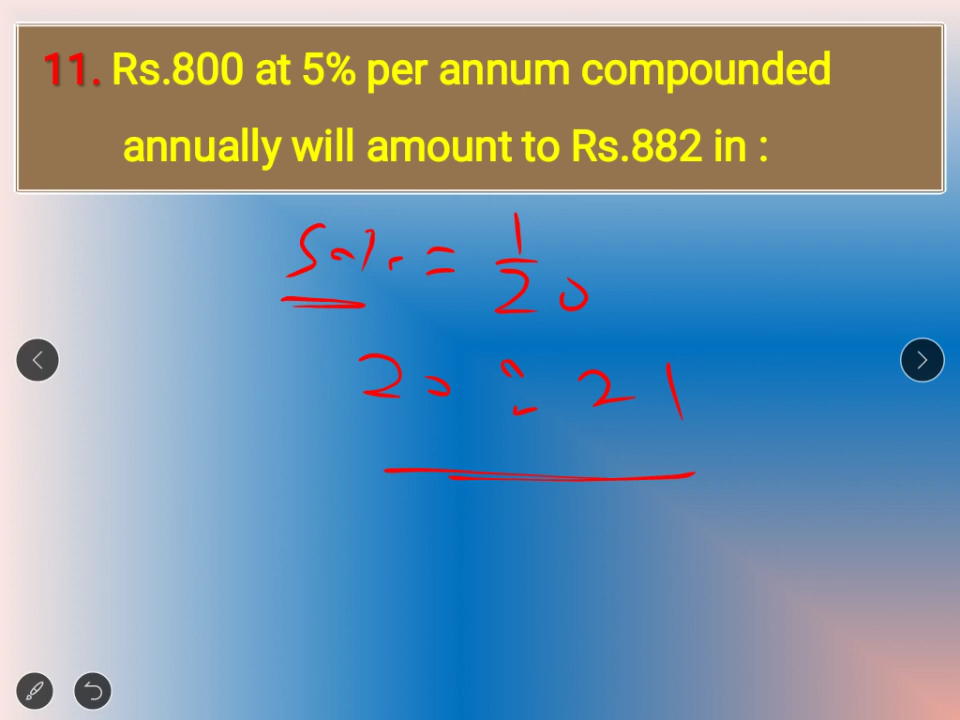 11. Rs.800 at 5% per annum compounded
annually will amount to Rs.882 in :
5% = 1/20
20 : 21